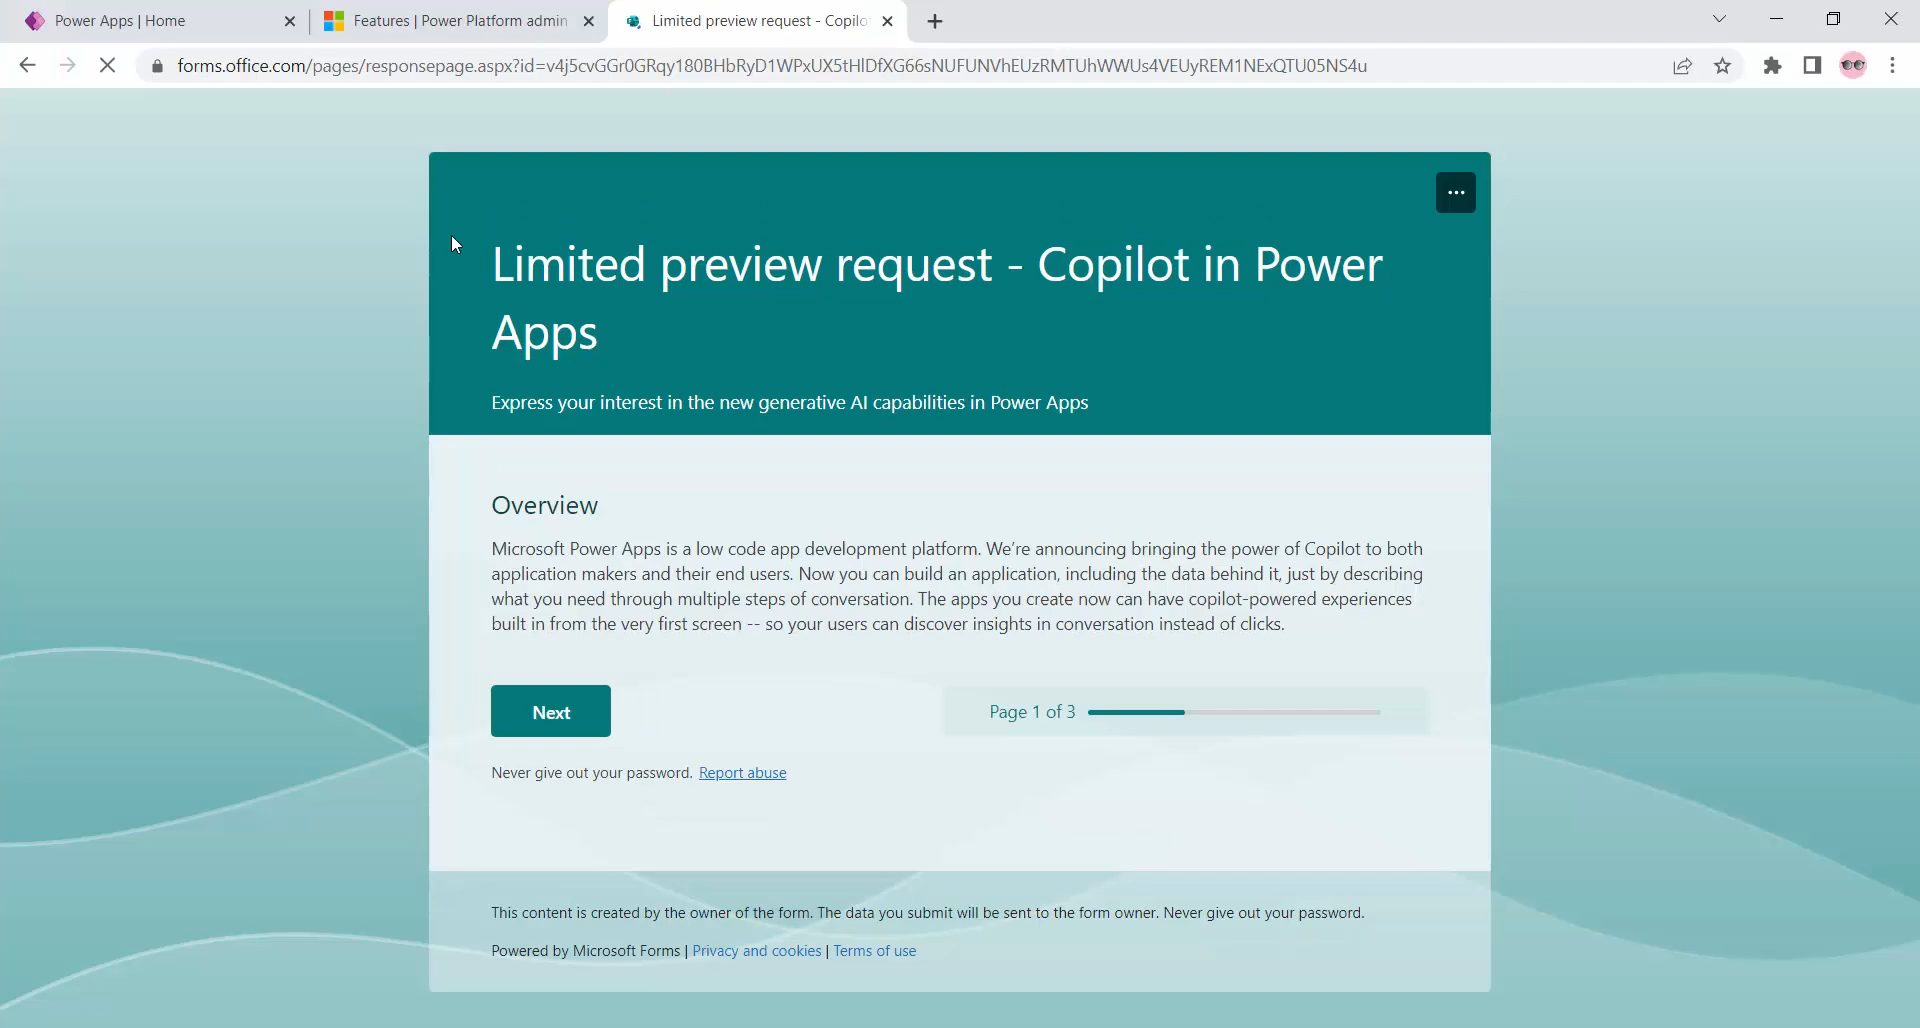 Power Apps | Home
Features | Power Platform admin
Limited preview request - Copilo
forms.office.com/pages/responsepage.aspx?id=v4j5cvGGr0GRqy180BHbRyD1WPxUX5tHlDfXG66sNUFUNVhEUzRMTUhWWUs4VEUyREM1NExQTU05NS4u
Limited preview request - Copilot in Power
Apps
Express your interest in the new generative AI capabilities in Power Apps
Overview
Microsoft Power Apps is a low code app development platform. We're announcing bringing the power of Copilot to both
application makers and their end users. Now you can build an application, including the data behind it, just by describing
what you need through multiple steps of conversation. The apps you create now can have copilot-powered experiences
built in from the very first screen -- so your users can discover insights in conversation instead of clicks.
Next
Page 1 of 3
Never give out your password. Report abuse
This content is created by the owner of the form. The data you submit will be sent to the form owner. Never give out your password.
Powered by Microsoft Forms | Privacy and cookies | Terms of use